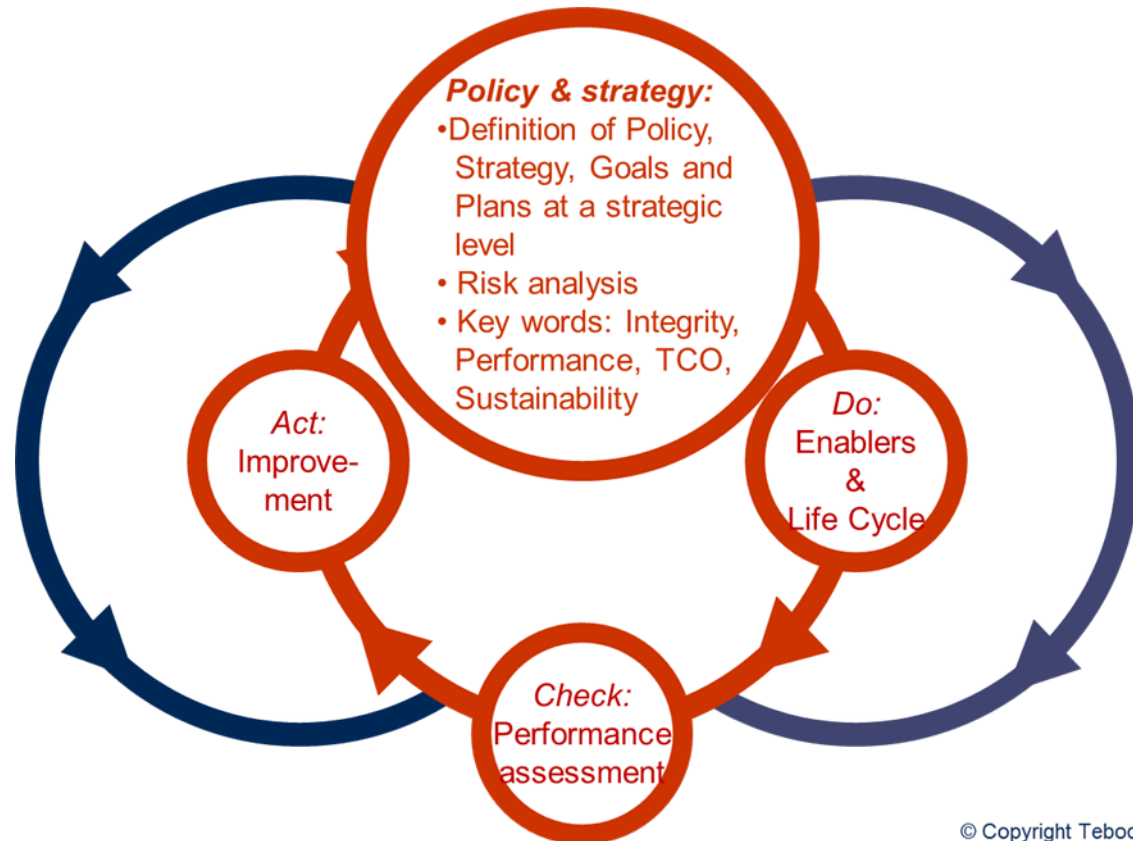 Policy & strategy:
•Definition of Policy,
Strategy, Goals and
Plans at a strategic
level
• Risk analysis
• Key words: Integrity,
Performance, TCO,
Sustainability
Act:
Improve-
ment
Do:
Enablers
&
Life Cycle
Check:
Performance
assessment
© Copyright Teboc